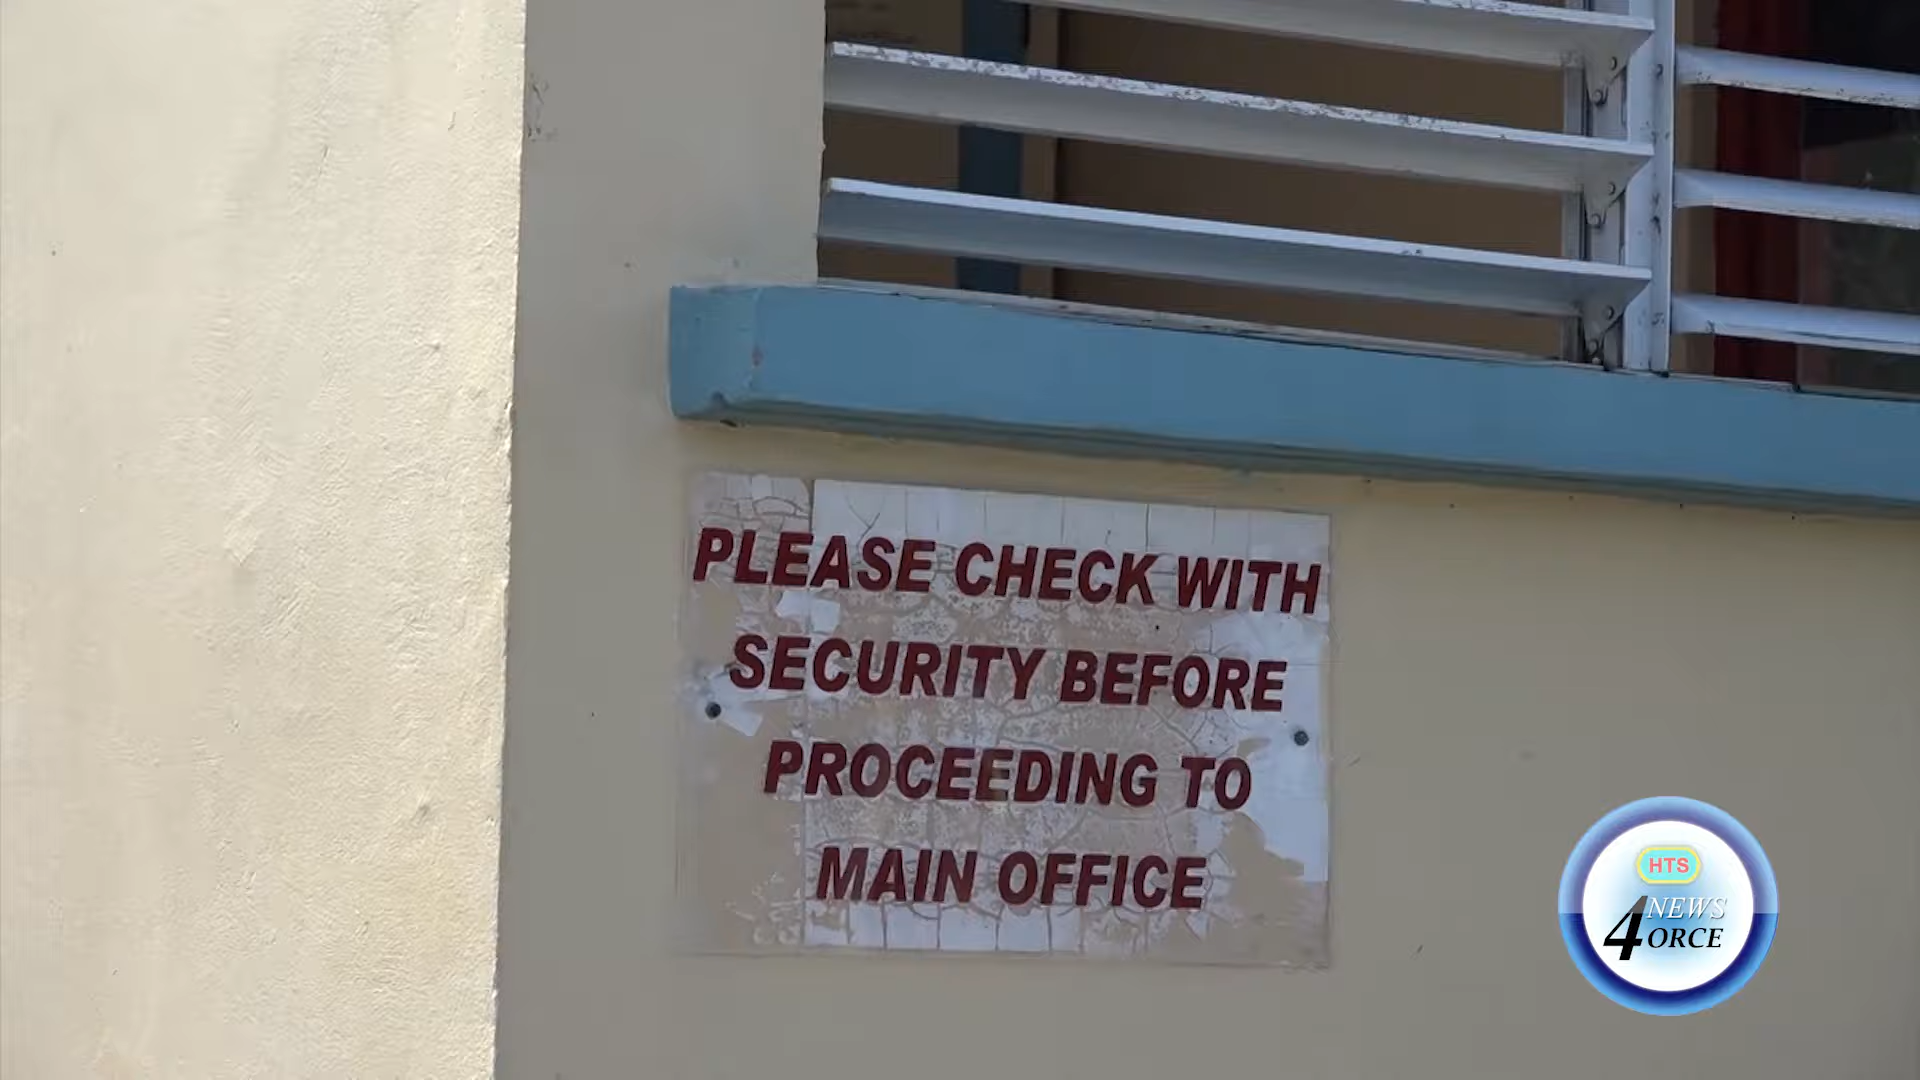 PLEASE CHECK WITH
SECURITY BEFORE
PROCEEDING TO
MAIN OFFICE
HTS
NEWS
4ORCE